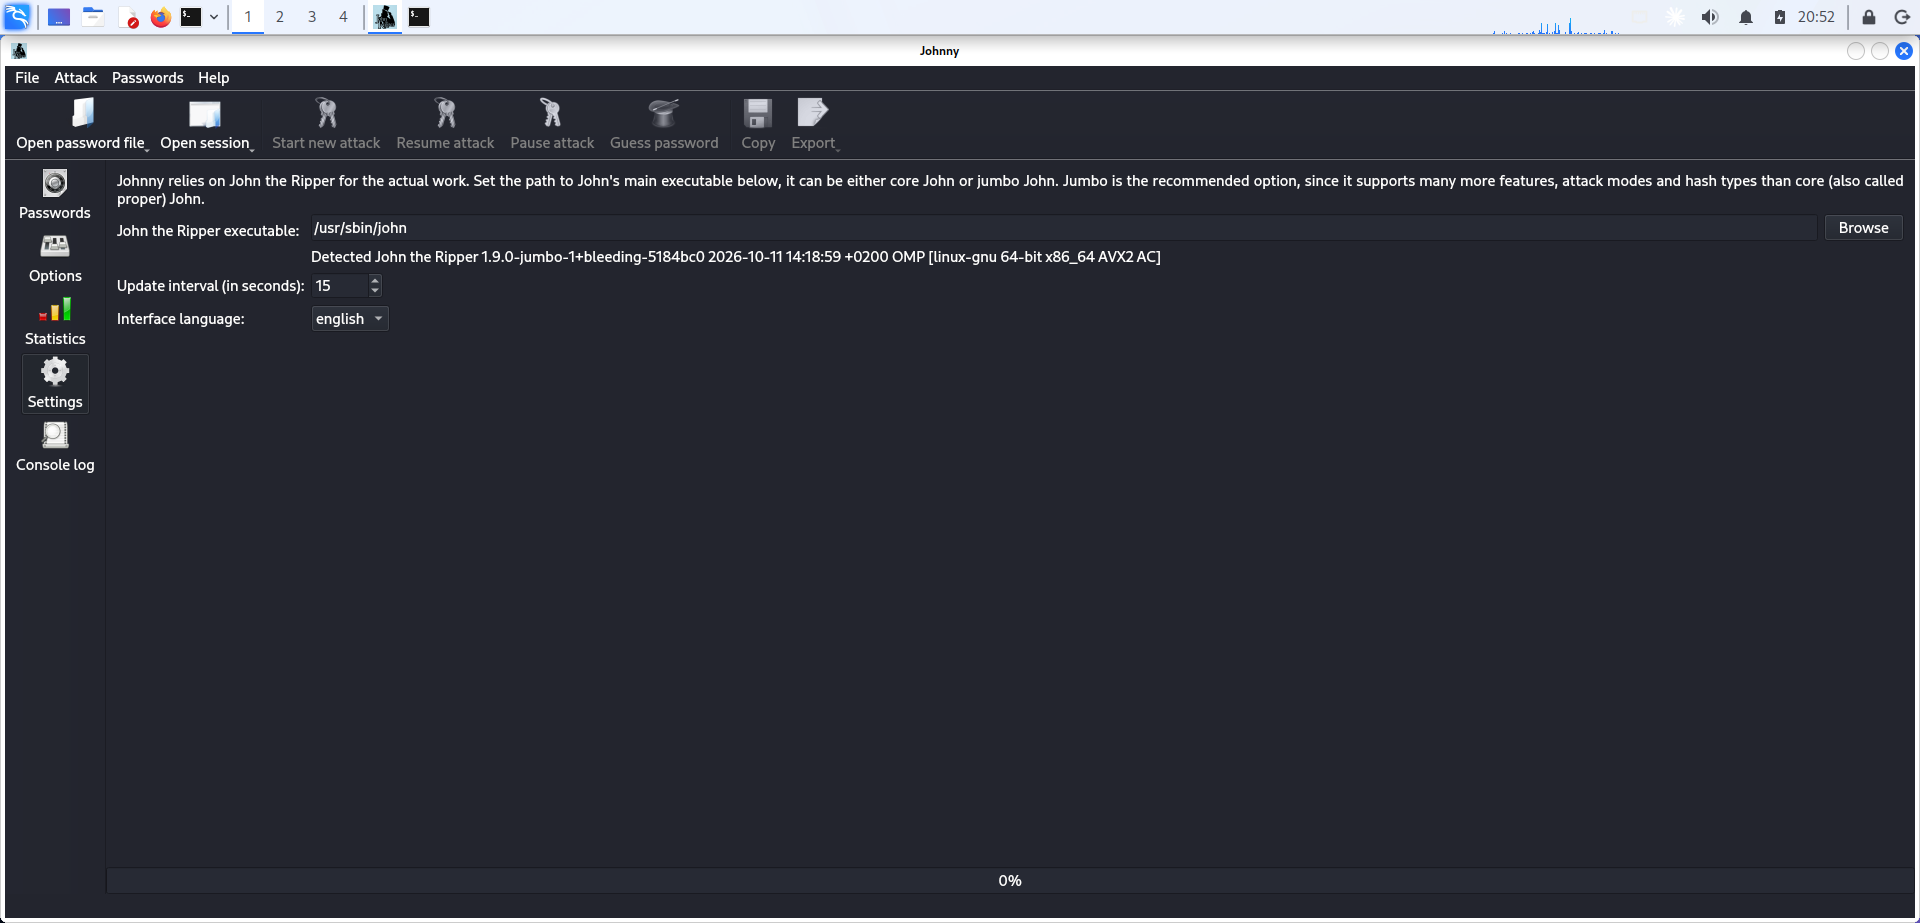 1 2 3 4 20:52
Johnny
File Attack Passwords Help
Open password file Open session Start new attack Resume attack Pause attack Guess password Copy Export
Passwords
Options
Statistics
Settings
Console log
Johnny relies on John the Ripper for the actual work. Set the path to John's main executable below, it can be either core John or jumbo John. Jumbo is the recommended option, since it supports many more features, attack modes and hash types than core (also called
proper) John.
John the Ripper executable: /usr/sbin/john Browse
Detected John the Ripper 1.9.0-jumbo-1+bleeding-5184bc0 2026-10-11 14:18:59 +0200 OMP [linux-gnu 64-bit x86_64 AVX2 AC]
Update interval (in seconds): 15
Interface language: english
0%